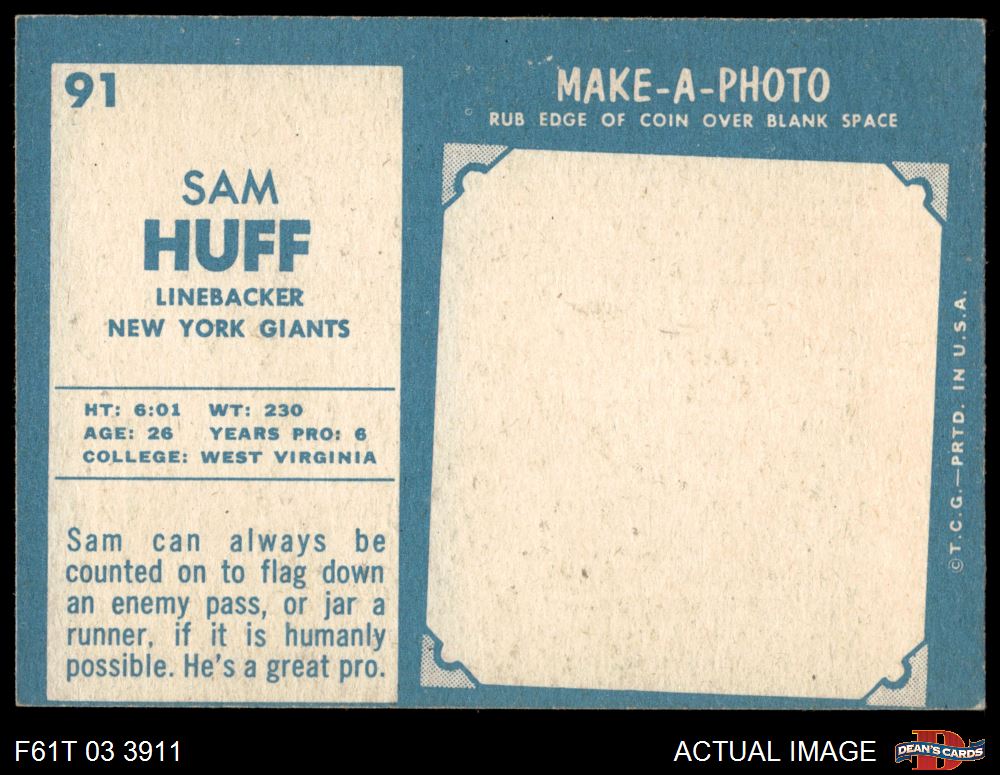 91
SAM
HUFF
LINEBACKER
NEW YORK GIANTS
HT: 6:01 WT: 230
AGE: 26 YEARS PRO: 6
COLLEGE: WEST VIRGINIA
Sam can always be
counted on to flag down
an enemy pass, or jar a
runner, if it is humanly
possible. He's a great pro.
MAKE-A-PHOTO
RUB EDGE OF COIN OVER BLANK SPACE
©T.C.G.—PRTD. IN U.S.A.
F61T 03 3911
ACTUAL IMAGE
D
DEAN'S CARDS